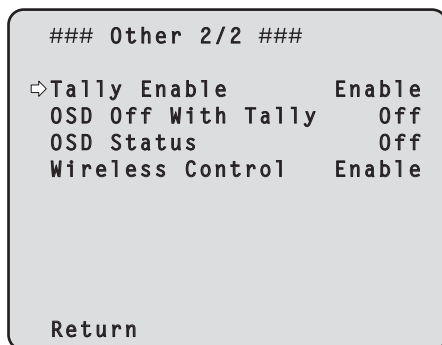 ### Other 2/2 ###
⇨Tally Enable Enable
OSD Off With Tally Off
OSD Status Off
Wireless Control Enable
Return